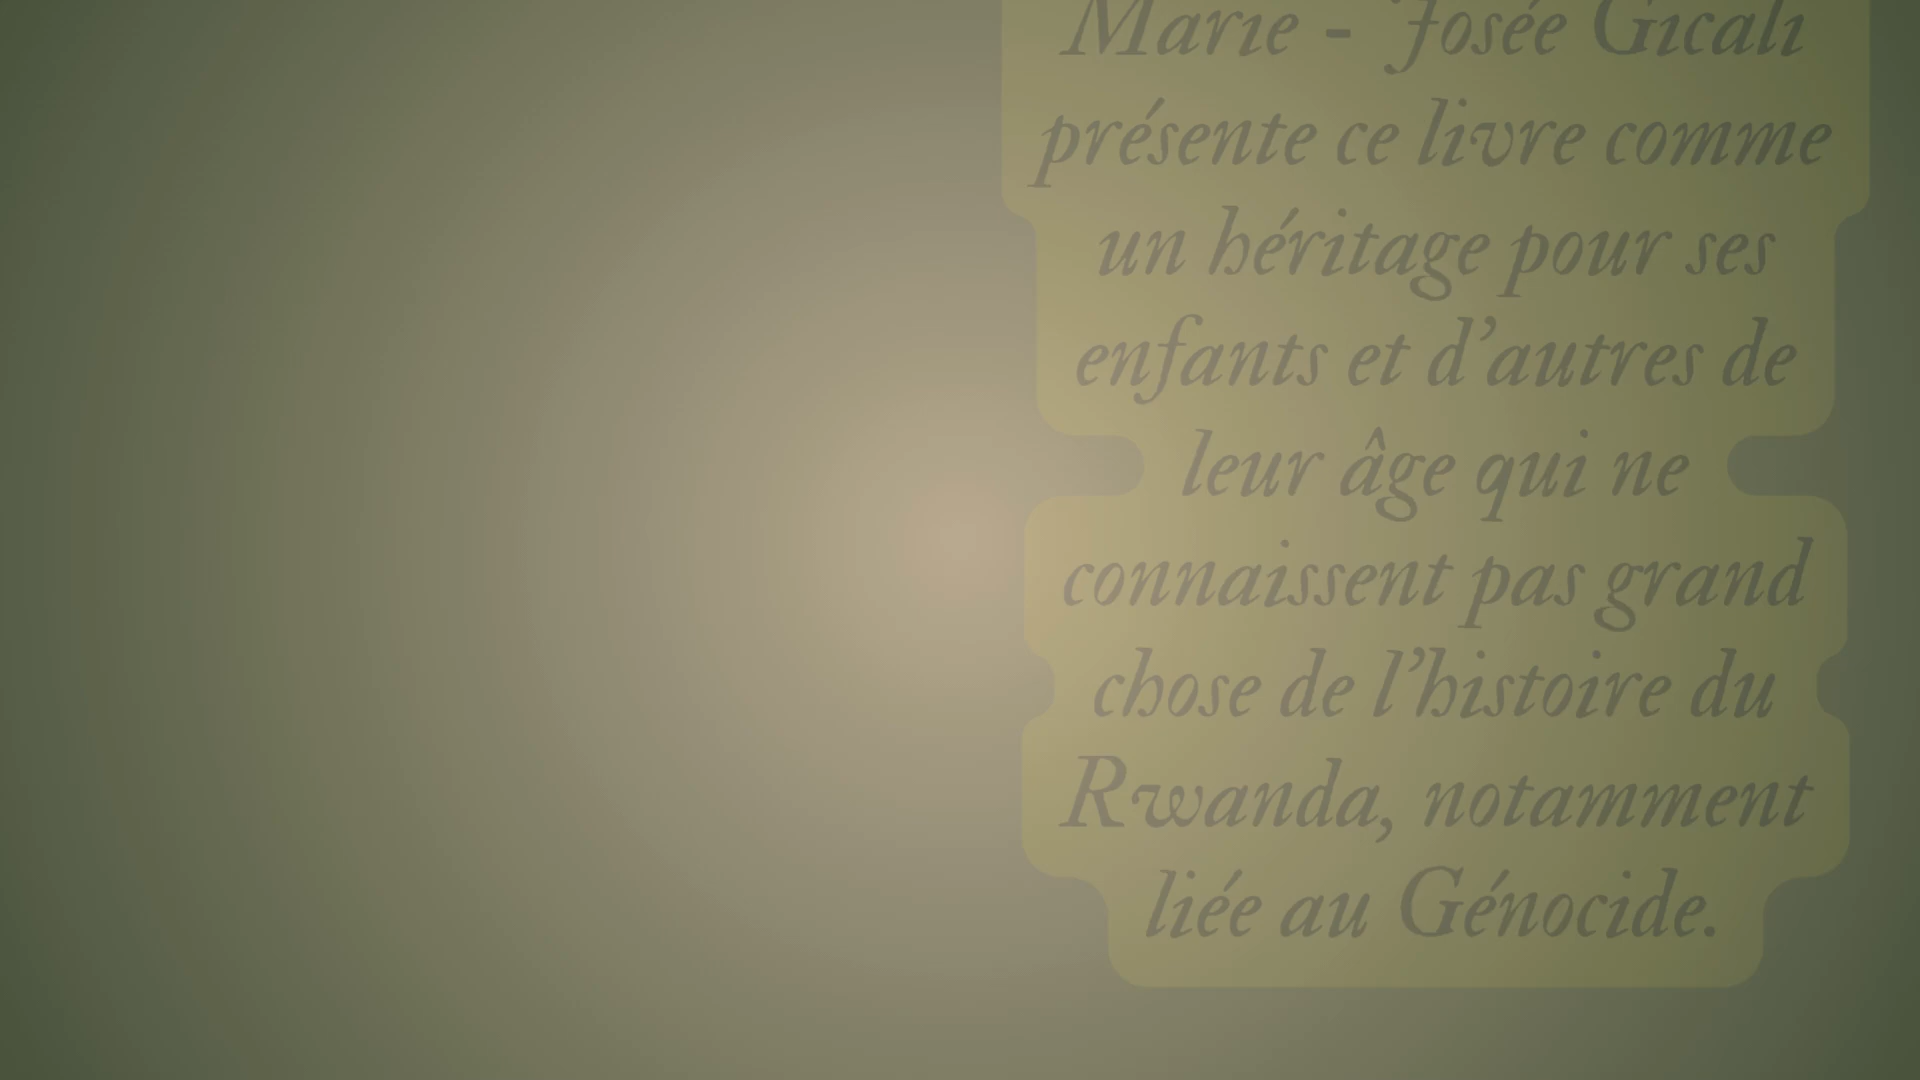 Marie - Josée Gicali
présente ce livre comme
un héritage pour ses
enfants et d’autres de
leur âge qui ne
connaissent pas grand
chose de l’histoire du
Rwanda, notamment
liée au Génocide.